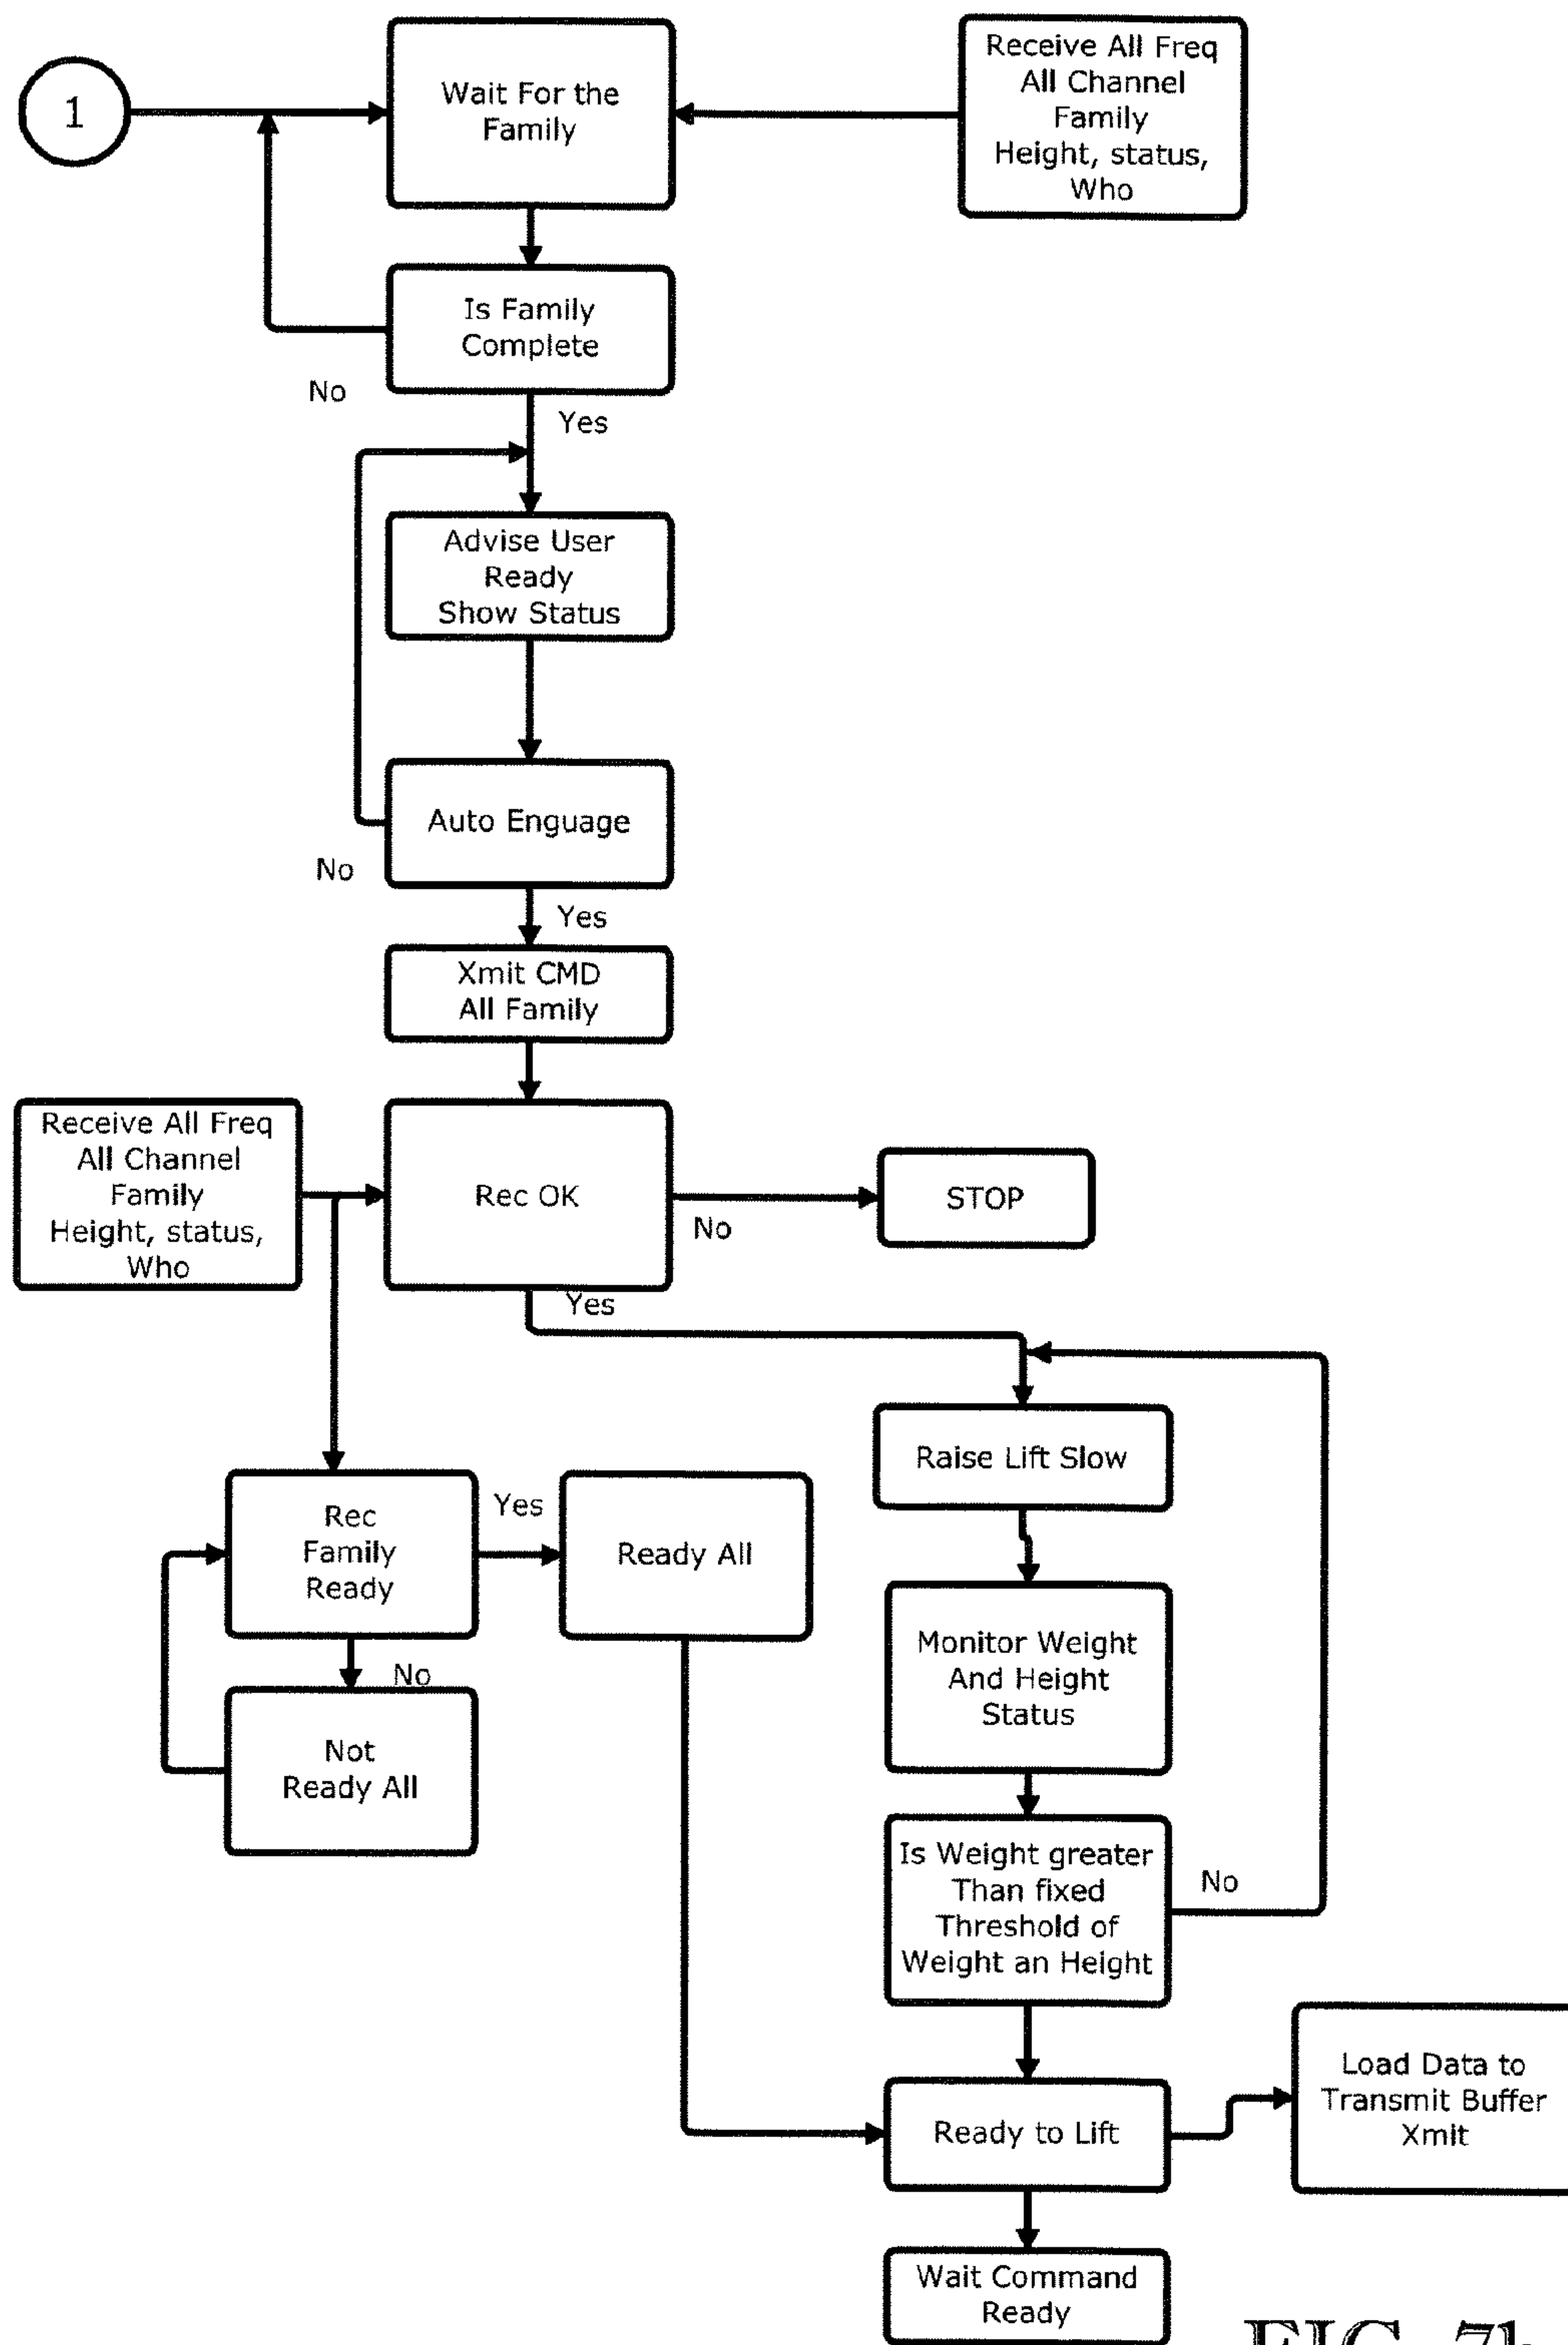 1
Wait For the
Family
Receive All Freq
All Channel
Family
Height, status,
Who
Is Family
Complete
No
Yes
Advise User
Ready
Show Status
Auto Enguage
No
Yes
Xmit CMD
All Family
Receive All Freq
All Channel
Family
Height, status,
Who
Rec OK
No
STOP
Yes
Raise Lift Slow
Rec
Family
Ready
Yes
Ready All
No
Not
Ready All
Monitor Weight
And Height
Status
Is Weight greater
Than fixed
Threshold of
Weight an Height
No
Ready to Lift
Load Data to
Transmit Buffer
Xmit
Wait Command
Ready